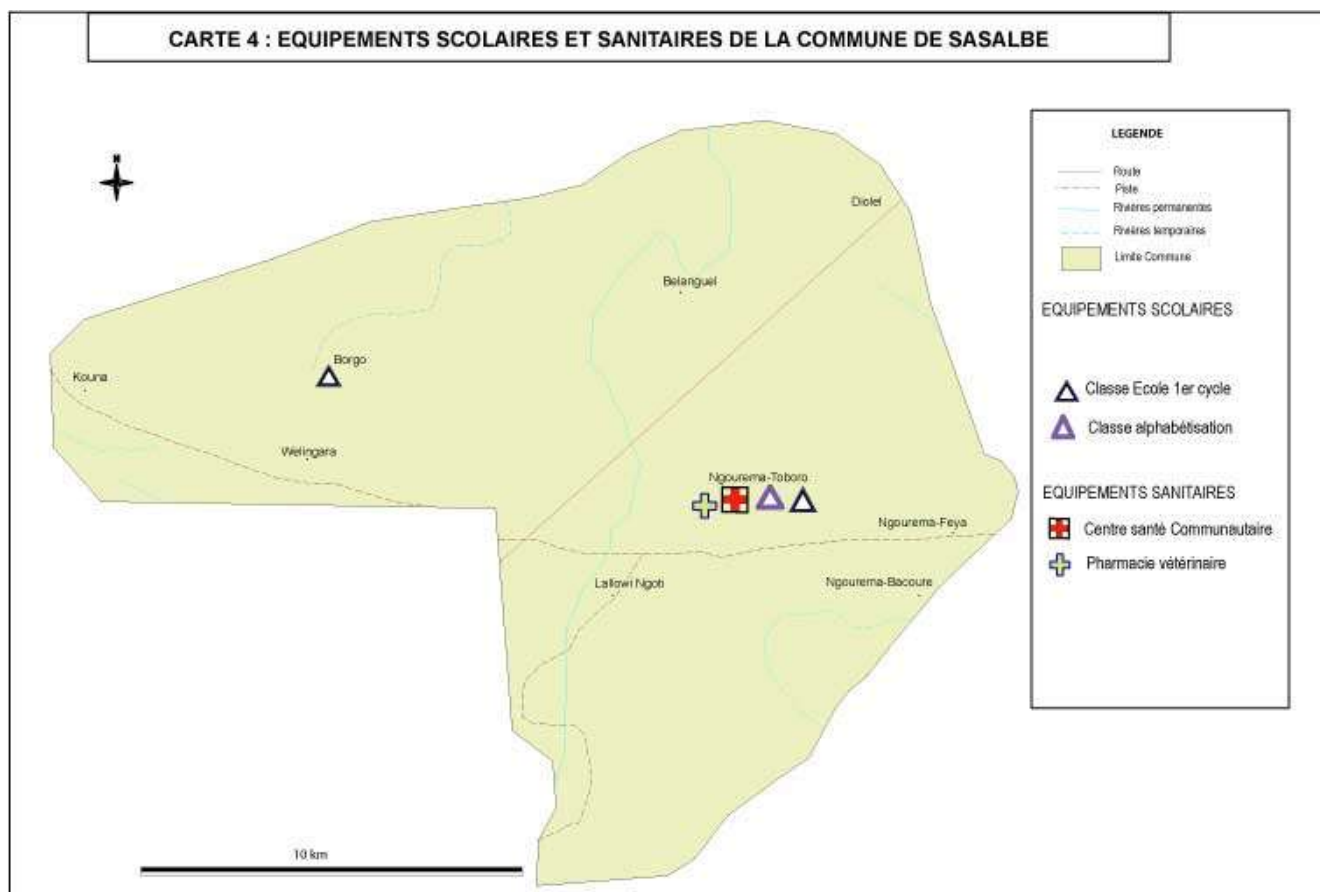 CARTE 4 : EQUIPEMENTS SCOLAIRES ET SANITAIRES DE LA COMMUNE DE SASALBE
N
LEGENDE
Route
Piste
Rivières permanentes
Rivières temporaires
Limite Commune
EQUIPEMENTS SCOLAIRES
Classe Ecole 1er cycle
Classe alphabétisation
EQUIPEMENTS SANITAIRES
Centre santé Communautaire
Pharmacie vétérinaire
Diolel
Belanguel
Borgo
Kouna
Welingara
Ngourema-Toboro
Ngourema-Feya
Lallowi Ngoti
Ngourema-Bacoure
10 km